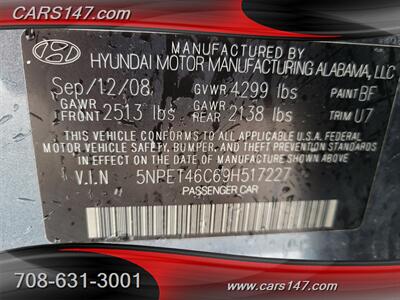 CARS147.com
MANUFACTURED BY
HYUNDAI MOTOR MANUFACTURING ALABAMA, LLC
Sep/12/08 GVWR 4299 lbs PAINT BF
GAWR FRONT 2513 lbs GAWR REAR 2138 lbs TRIM U7
THIS VEHICLE CONFORMS TO ALL APPLICABLE U.S. FEDERAL
MOTOR VEHICLE SAFETY, BUMPER, AND THEFT
PREVENTION STANDARDS IN EFFECT ON THE
DATE OF MANUFACTURE SHOWN ABOVE.
V.I.N 5NPET46C69H517227
PASSENGER CAR
708-631-3001
cars147.com